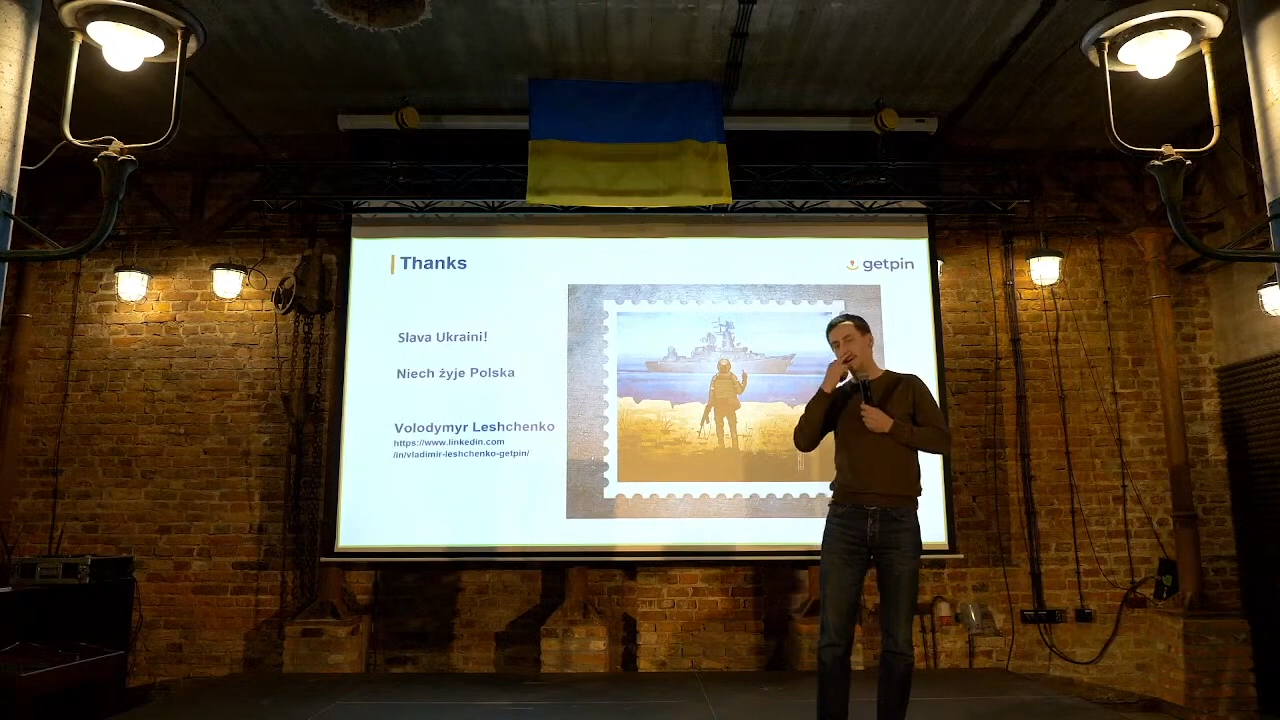 Thanks
getpin
Slava Ukraini!
Niech żyje Polska
Volodymyr Leshchenko
https://www.linkedin.com
/in/vladimir-leshchenko-getpin/